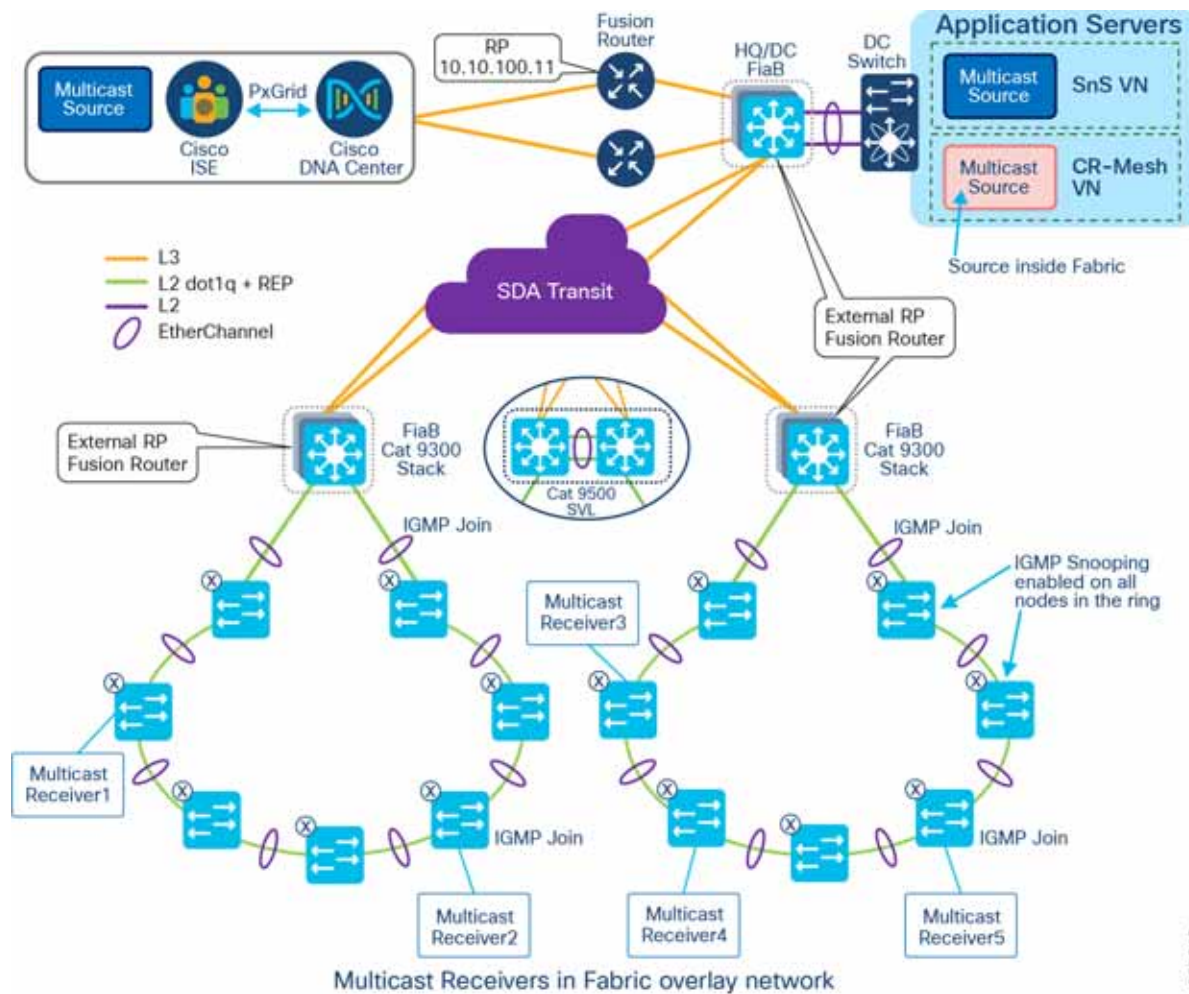 Application Servers
RP
10.10.100.11
Fusion
Router
HQ/DC
FiaB
DC
Switch
Multicast
Source
PxGrid
Cisco
ISE
Cisco
DNA Center
Multicast
Source
SnS VN
Multicast
Source
CR-Mesh
VN
Source inside Fabric
L3
L2 dot1q + REP
L2
EtherChannel
SDA Transit
External RP
Fusion Router
External RP
Fusion Router
FiaB
Cat 9300
Stack
Cat 9500
SVL
FiaB
Cat 9300
Stack
IGMP Join
IGMP Join
IGMP Snooping
enabled on all
nodes in the ring
X
X
X
X
Multicast
Receiver3
X
X
X
X
Multicast
Receiver1
X
X
X
IGMP Join
X
X
X
IGMP Join
Multicast
Receiver2
Multicast
Receiver4
Multicast
Receiver5
Multicast Receivers in Fabric overlay network